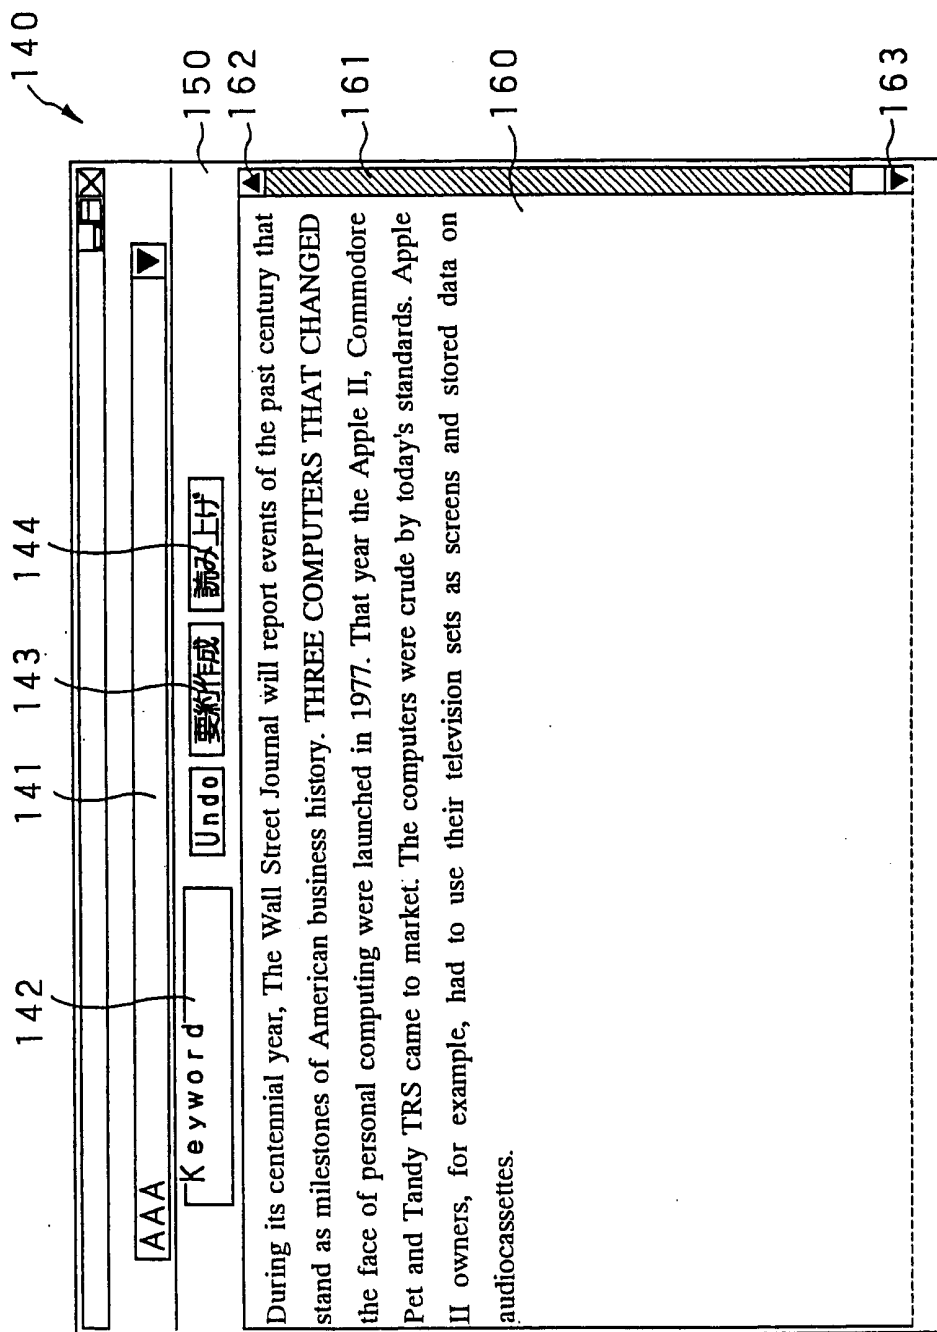 140
AAA
142
141
143
144
Keyword
Undo
要約作成
読み上げ
150
162
161
160
163
During its centennial year, The Wall Street Journal will report events of the past century that
stand as milestones of American business history. THREE COMPUTERS THAT CHANGED
the face of personal computing were launched in 1977. That year the Apple II, Commodore
Pet and Tandy TRS came to market. The computers were crude by today's standards. Apple
II owners, for example, had to use their television sets as screens and stored data on
audiocassettes.